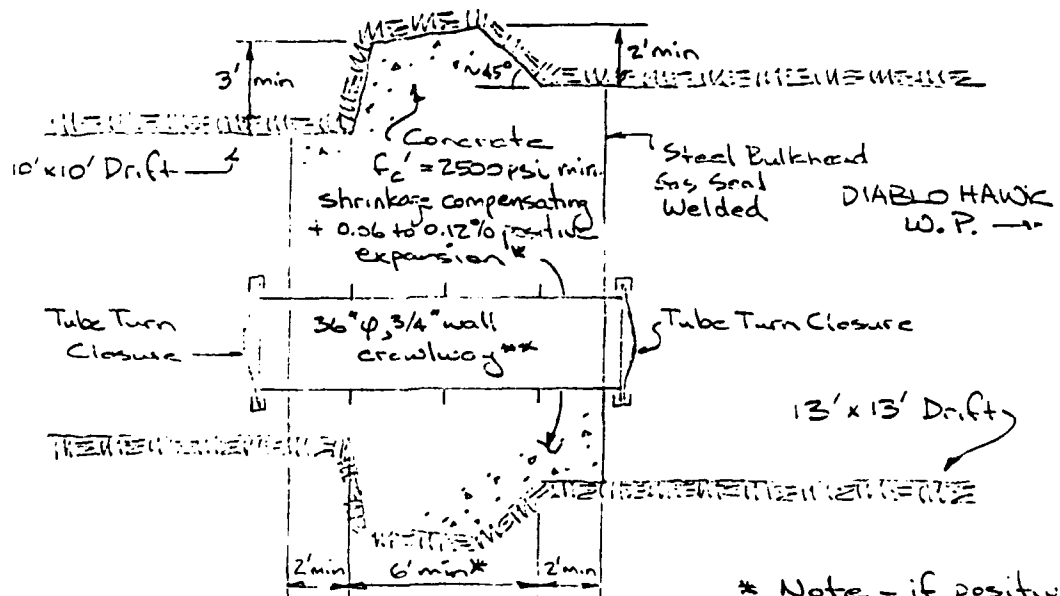 3' min
2' min
~45°
10'x10' Drift
Concrete
fc' = 2500 psi min.
shrinkage compensating
+ 0.06 to 0.12% positive
expansion*
Steel Bulkhead
Gas Seal
Welded
DIABLO HAWK
W.P.
Tube Turn
Closure
36" φ, 3/4" wall
crawlway**
Tube Turn Closure
13' x 13' Drift
2' min
6' min*
2' min
* Note - if positiv